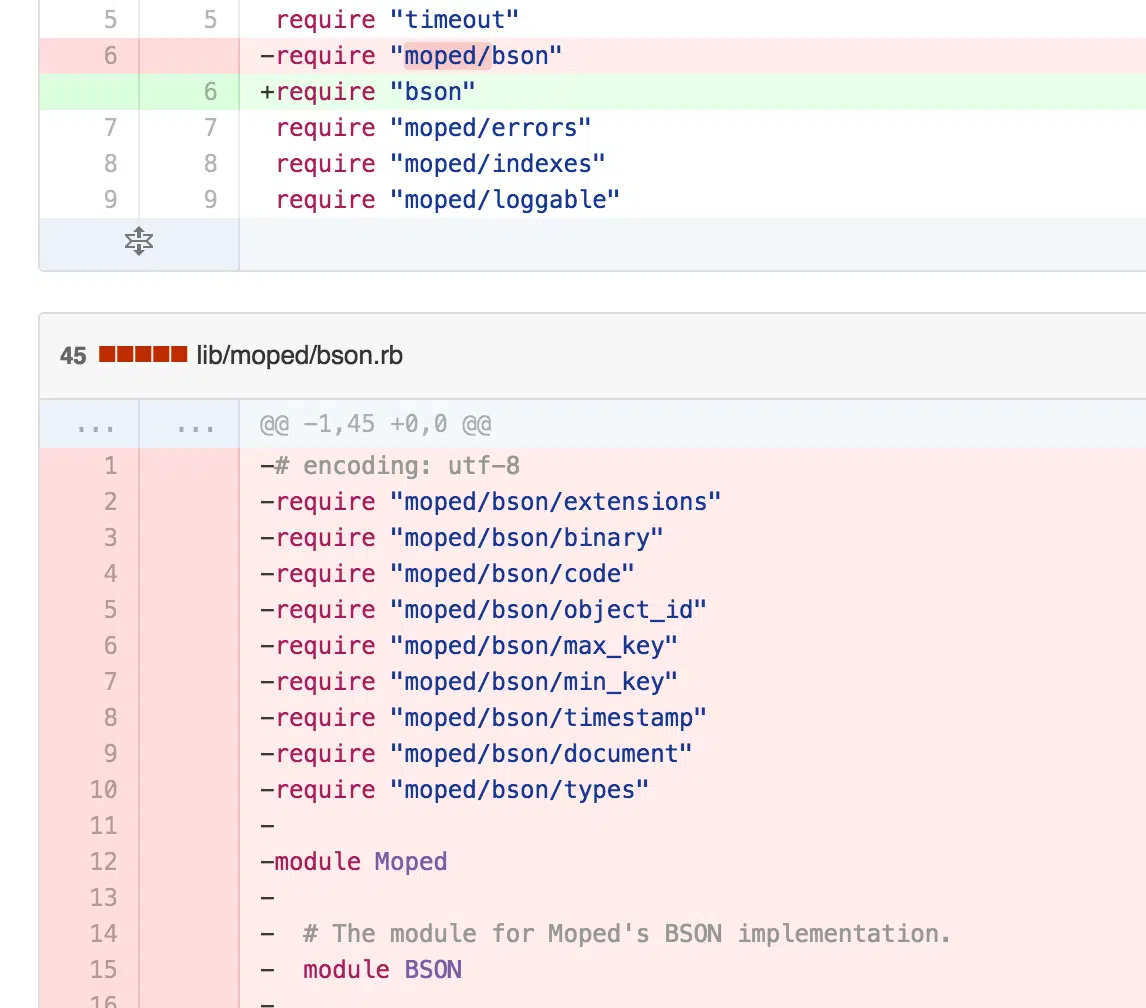 5 5 require "timeout"
6 -require "moped/bson"
6 +require "bson"
7 7 require "moped/errors"
8 8 require "moped/indexes"
9 9 require "moped/loggable"
45 lib/moped/bson.rb
... ... @@ -1,45 +0,0 @@
1 -# encoding: utf-8
2 -require "moped/bson/extensions"
3 -require "moped/bson/binary"
4 -require "moped/bson/code"
5 -require "moped/bson/object_id"
6 -require "moped/bson/max_key"
7 -require "moped/bson/min_key"
8 -require "moped/bson/timestamp"
9 -require "moped/bson/document"
10 -require "moped/bson/types"
11 -
12 -module Moped
13 -
14 -  # The module for Moped's BSON implementation.
15 -  module BSON
16 -